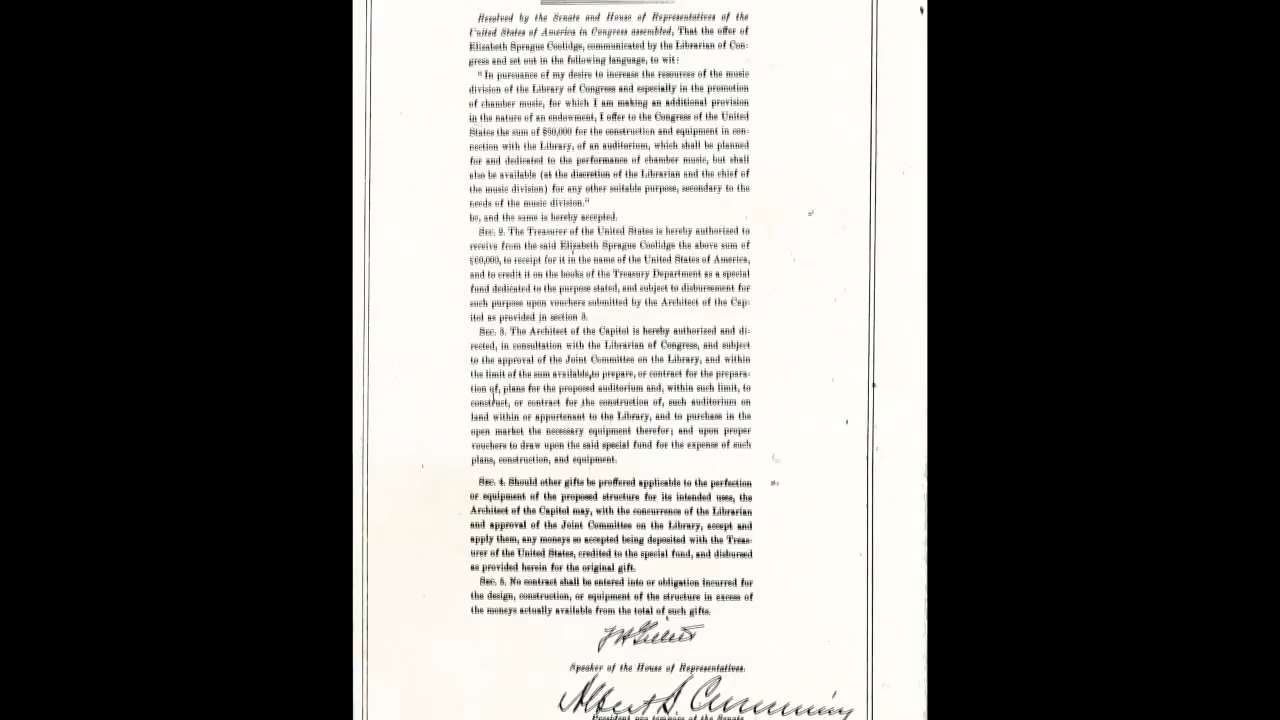 Resolved by the Senate and House of Representatives of the
United States of America in Congress assembled, That the offer of
Elizabeth Sprague Coolidge, communicated by the Librarian of Con-
gress and set out in the following language, to wit:
"In pursuance of my desire to increase the resources of the music
division of the Library of Congress and especially in the promotion
of chamber music, for which I am making an additional provision
in the nature of an endowment, I offer to the Congress of the United
States the sum of $60,000 for the construction and equipment in con-
nection with the Library, of an auditorium, which shall be planned
for and dedicated to the performance of chamber music, but shall
also be available (at the discretion of the Librarian and the chief of
the music division) for any other suitable purpose, secondary to the
needs of the music division."
be, and the same is hereby accepted.
Sec. 2. The Treasurer of the United States is hereby authorized to
receive from the said Elizabeth Sprague Coolidge the above sum of
$60,000, to receipt for it in the name of the United States of America,
and to credit it on the books of the Treasury Department as a special
fund dedicated to the purpose stated, and subject to disbursement for
such purpose upon vouchers submitted by the Architect of the Cap-
itol as provided in section 3.
Sec. 3. The Architect of the Capitol is hereby authorized and di-
rected, in consultation with the Librarian of Congress, and subject
to the approval of the Joint Committee on the Library, and within
the limit of the sum available, to prepare, or contract for the prepara-
tion of, plans for the proposed auditorium and, within such limit, to
construct, or contract for the construction of, such auditorium on
land within or appurtenant to the Library, and to purchase in the
open market the necessary equipment therefor; and upon proper
vouchers to draw upon the said special fund for the expense of such
plans, construction, and equipment.
Sec. 4. Should other gifts be proffered applicable to the perfection
or equipment of the proposed structure for its intended uses, the
Architect of the Capitol may, with the concurrence of the Librarian
and approval of the Joint Committee on the Library, accept and
apply them, any moneys so accepted being deposited with the Treas-
urer of the United States, credited to the special fund, and disbursed
as provided herein for the original gift.
Sec. 5. No contract shall be entered into or obligation incurred for
the design, construction, or equipment of the structure in excess of
the moneys actually available from the total of such gifts.
Speaker of the House of Representatives.
Albert B. Cummins
President pro tempore of the Senate